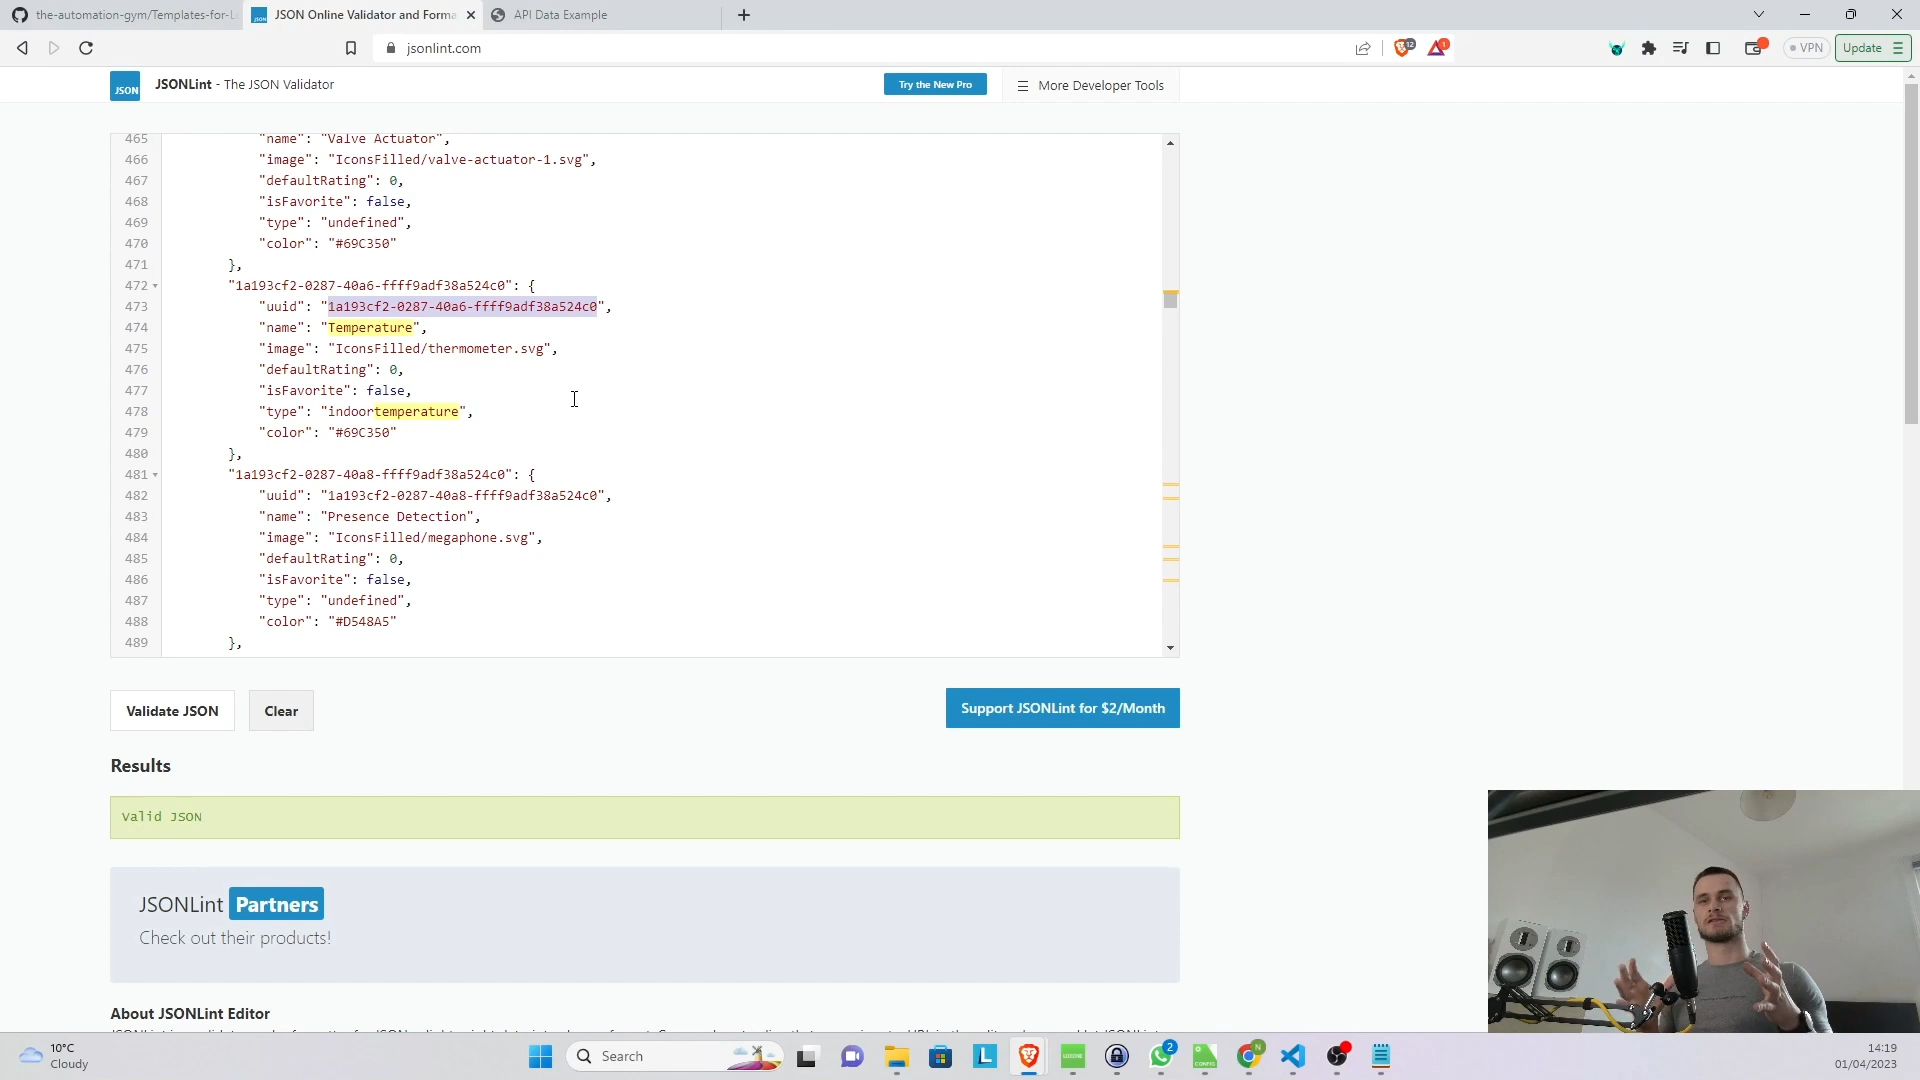 the-automation-gym/Templates-for-L
JSON Online Validator and Forma
API Data Example
jsonlint.com
12
1
VPN
Update
JSON
JSONLint - The JSON Validator
Try the New Pro
More Developer Tools
465 "name": "Valve Actuator",
466 "image": "IconsFilled/valve-actuator-1.svg",
467 "defaultRating": 0,
468 "isFavorite": false,
469 "type": "undefined",
470 "color": "#69C350"
471 },
472 "1a193cf2-0287-40a6-ffff9adf38a524c0": {
473 "uuid": "1a193cf2-0287-40a6-ffff9adf38a524c0",
474 "name": "Temperature",
475 "image": "IconsFilled/thermometer.svg",
476 "defaultRating": 0,
477 "isFavorite": false,
478 "type": "indoortemperature",
479 "color": "#69C350"
480 },
481 "1a193cf2-0287-40a8-ffff9adf38a524c0": {
482 "uuid": "1a193cf2-0287-40a8-ffff9adf38a524c0",
483 "name": "Presence Detection",
484 "image": "IconsFilled/megaphone.svg",
485 "defaultRating": 0,
486 "isFavorite": false,
487 "type": "undefined",
488 "color": "#D548A5"
489 },
Validate JSON
Clear
Support JSONLint for $2/Month
Results
Valid JSON
JSONLint Partners
Check out their products!
About JSONLint Editor
10°C
Cloudy
Search
L
2
CONFIG
N
14:19
01/04/2023